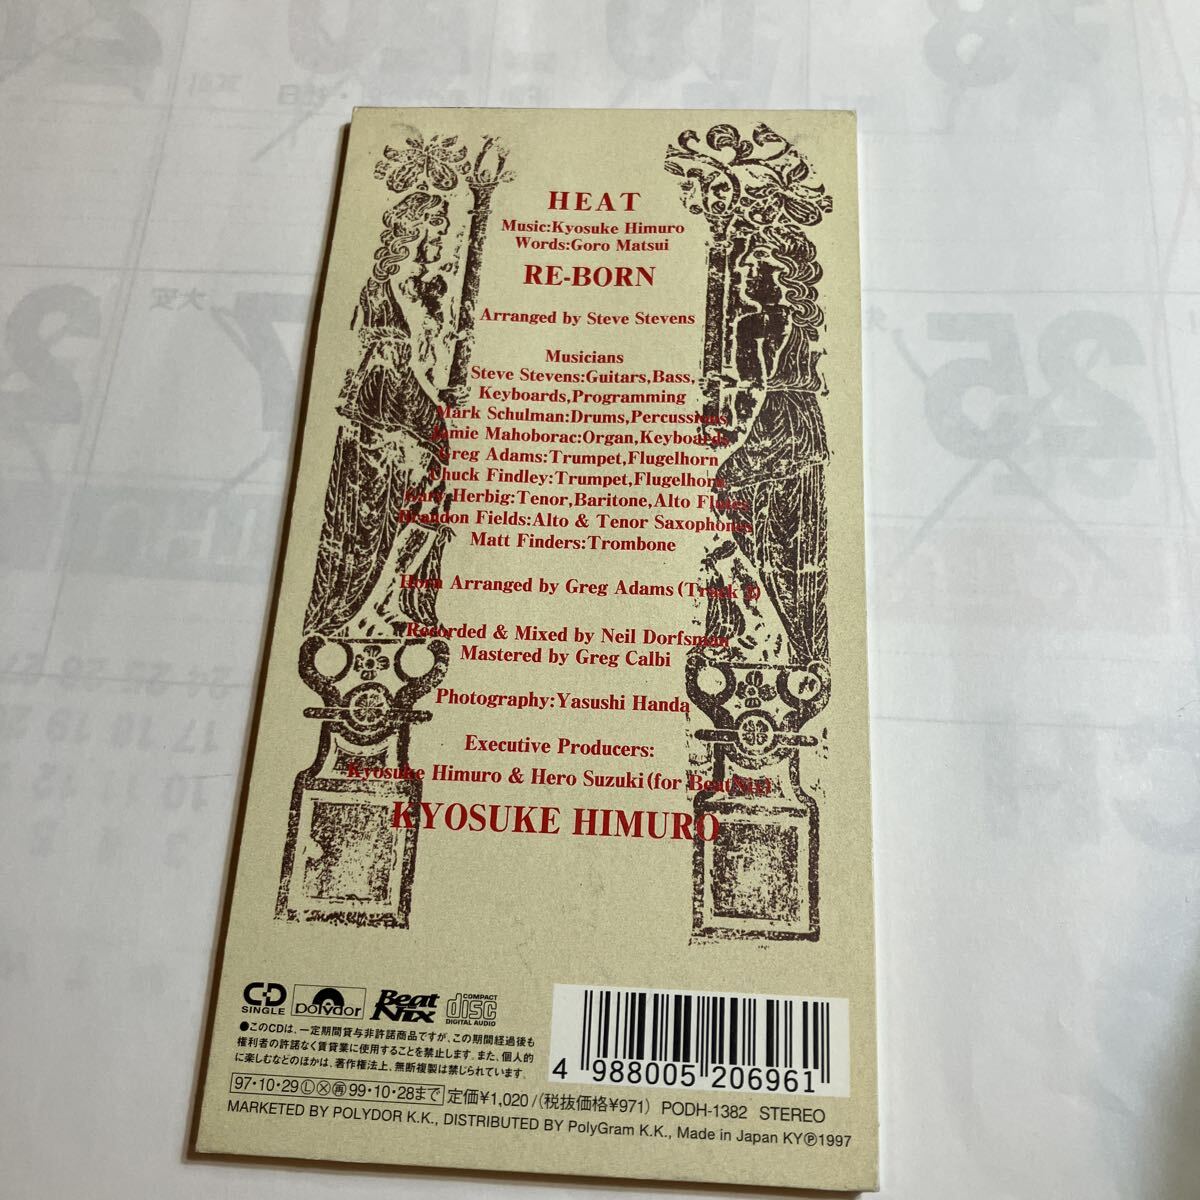 HEAT
Music:Kyosuke Himuro
Words:Goro Matsui
RE-BORN
Arranged by Steve Stevens
Musicians
Steve Stevens:Guitars,Bass,
Keyboards,Programming
Mark Schulman:Drums,Percussions
Jamie Mahoborac:Organ,Keyboards
Greg Adams:Trumpet,Flugelhorn
Chuck Findley:Trumpet,Flugelhorn
Gary Herbig:Tenor,Baritone,Alto Flutes
Brandon Fields:Alto & Tenor Saxophones
Matt Finders:Trombone
Horn Arranged by Greg Adams(Track 2)
Recorded & Mixed by Neil Dorfsman
Mastered by Greg Calbi
Photography:Yasushi Handa
Executive Producers:
Kyosuke Himuro & Hero Suzuki(for BeatNix)
KYOSUKE HIMURO
CD SINGLE polydor Beat Nix COMPACT disc DIGITAL AUDIO
●このCDは、一定期間貸与非許諾商品ですが、この期間経過後も
権利者の許諾なく賃貸業に使用することを禁止します。また、個人的
に楽しむなどのほかは、著作権法上、無断複製は禁じられています。
4 988005 206961
97・10・29 Ⓛ Ⓧ ㊢ 99・10・28まで 定価¥1,020/(税抜価格¥971) PODH-1382 STEREO
MARKETED BY POLYDOR K.K., DISTRIBUTED BY PolyGram K.K., Made in Japan KY℗1997